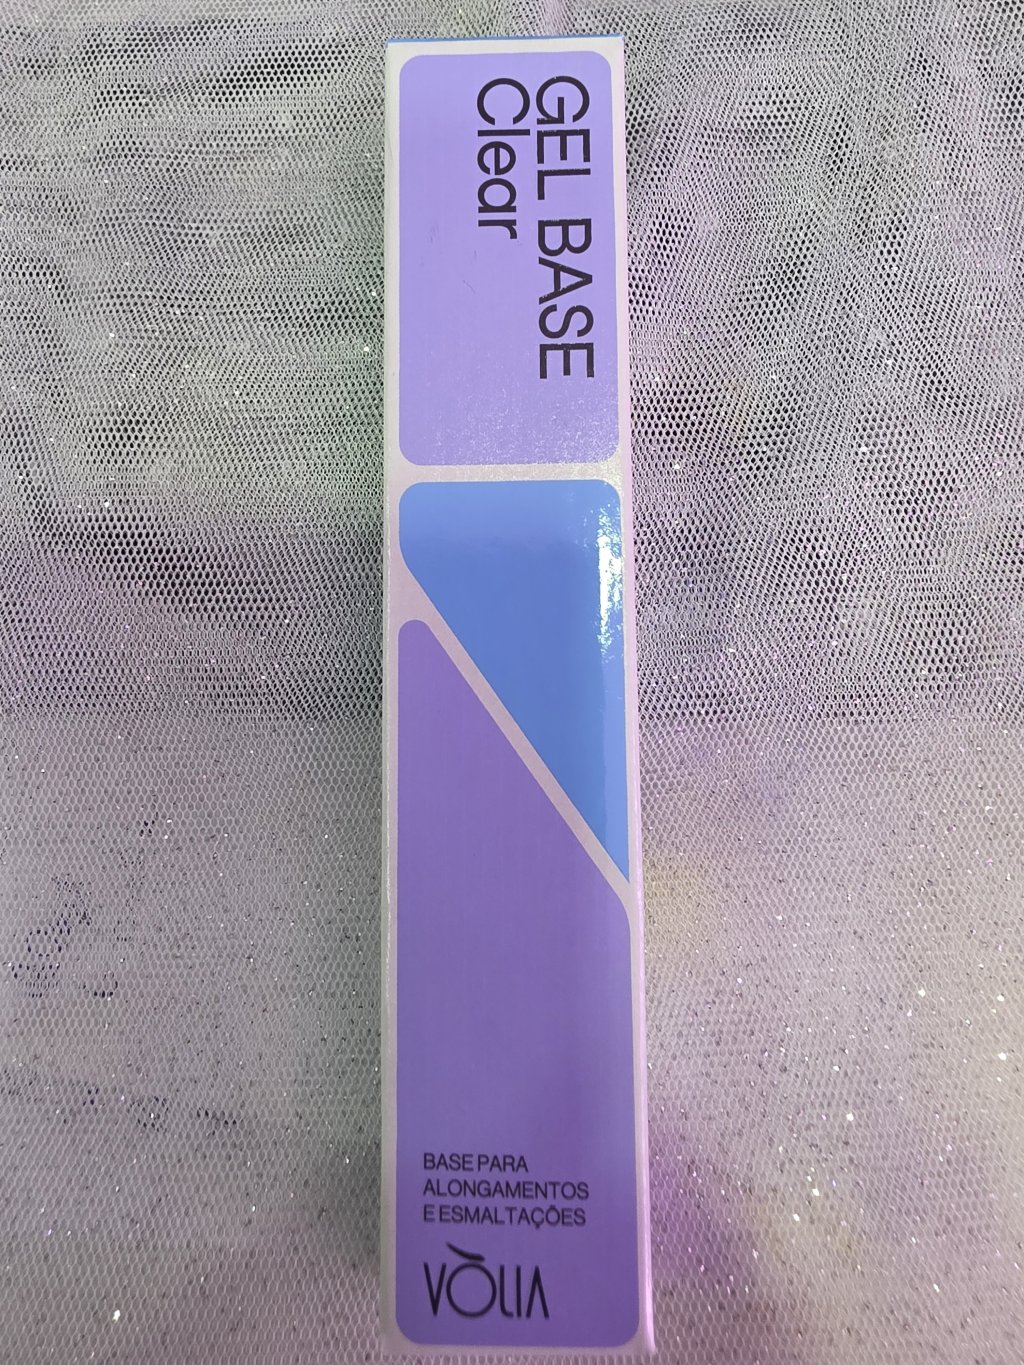 GEL BASE
Clear
BASE PARA
ALONGAMENTOS
E ESMALTAÇÕES
VÒLIA